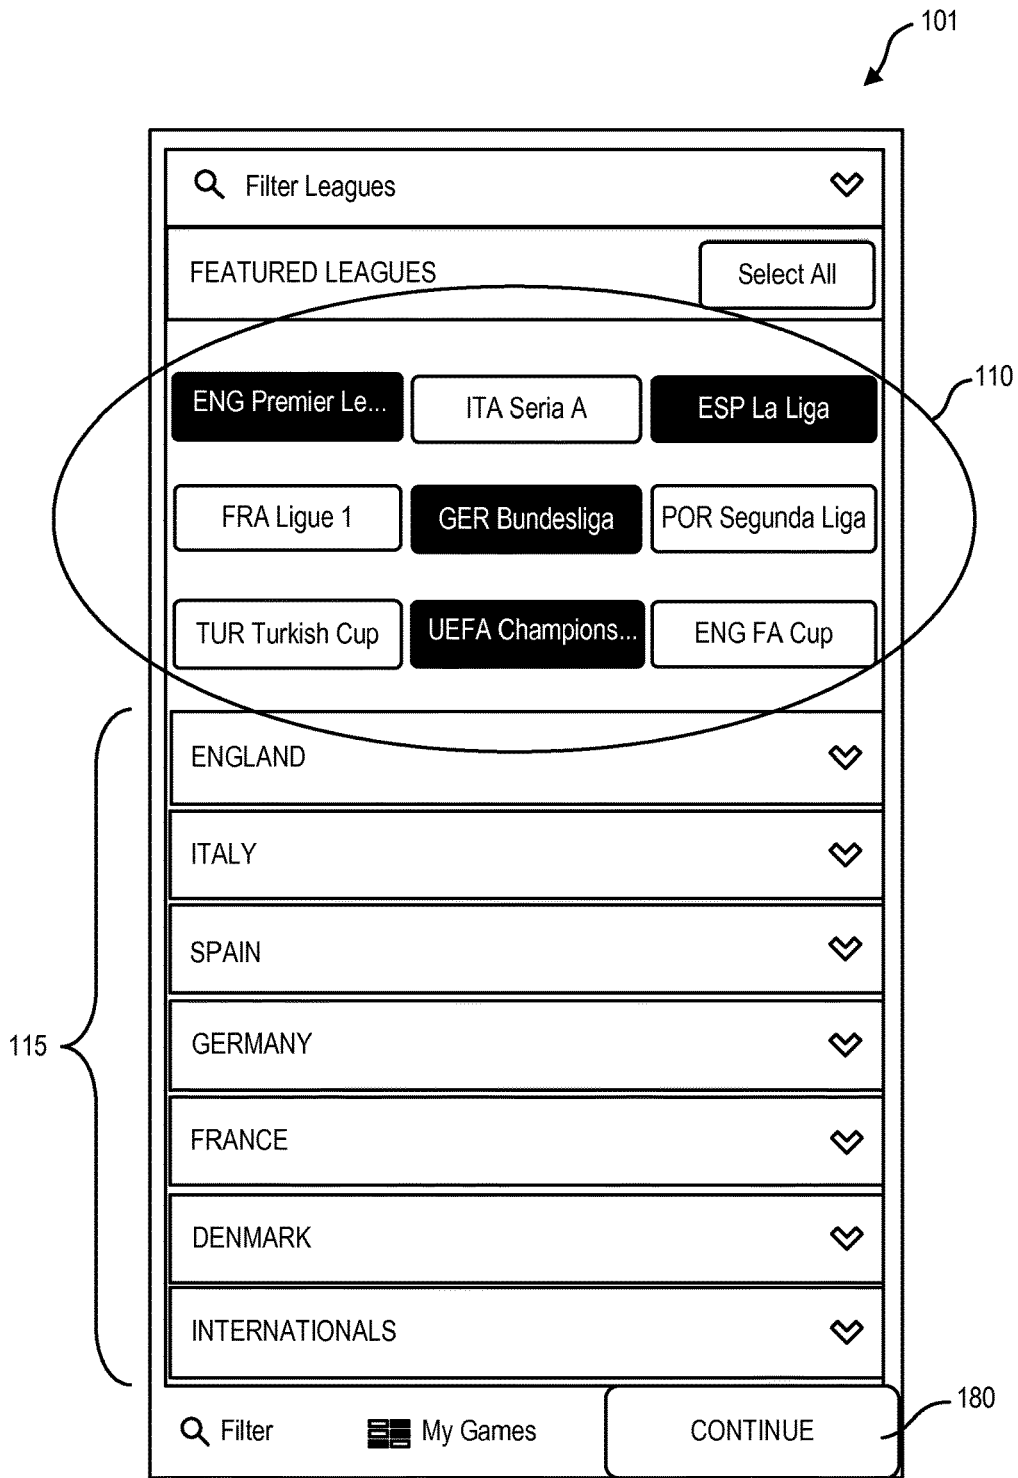 101
Filter Leagues
FEATURED LEAGUES
Select All
110
ENG Premier Le...
ITA Seria A
ESP La Liga
FRA Ligue 1
GER Bundesliga
POR Segunda Liga
TUR Turkish Cup
UEFA Champions...
ENG FA Cup
ENGLAND
ITALY
SPAIN
115
GERMANY
FRANCE
DENMARK
INTERNATIONALS
180
Filter
My Games
CONTINUE